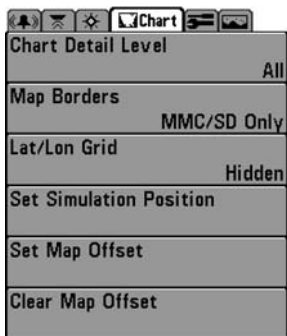 Chart
Chart Detail Level
All
Map Borders
MMC/SD Only
Lat/Lon Grid
Hidden
Set Simulation Position
Set Map Offset
Clear Map Offset